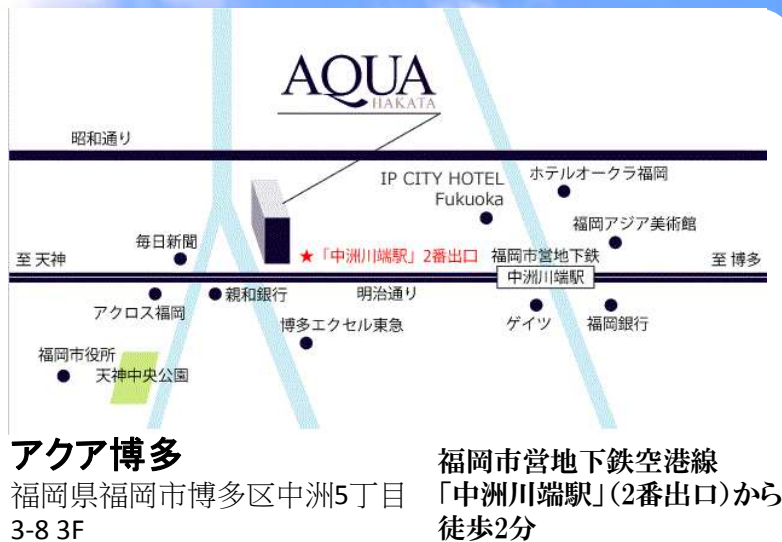 AQUA
HAKATA
昭和通り
IP CITY HOTEL
Fukuoka
ホテルオークラ福岡
福岡アジア美術館
毎日新聞
至 天神
★「中洲川端駅」2番出口
福岡市営地下鉄
中洲川端駅
至 博多
アクロス福岡
親和銀行
明治通り
博多エクセル東急
ゲイツ
福岡銀行
福岡市役所
天神中央公園
アクア博多
福岡県福岡市博多区中洲5丁目
3-8 3F
福岡市営地下鉄空港線
「中洲川端駅」(2番出口)から
徒歩2分